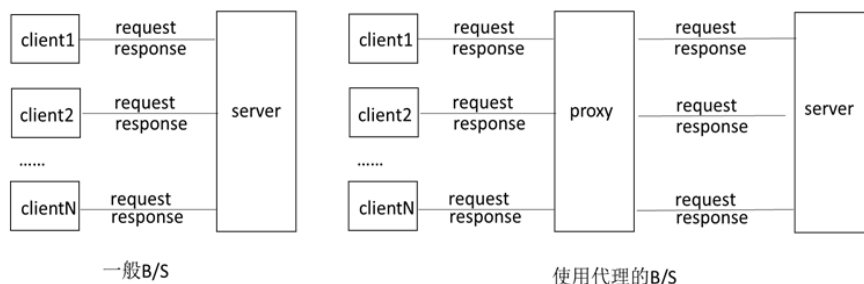 client1
request
response
client2
request
response
server
......
clientN
request
response
一般B/S
client1
request
response
request
response
client2
request
response
proxy
request
response
server
......
clientN
request
response
request
response
使用代理的B/S